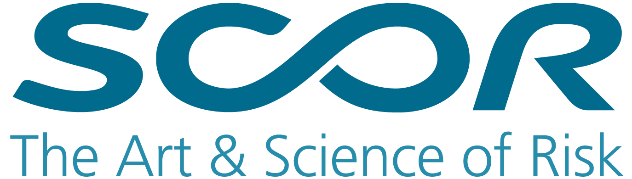 SCOR
The Art & Science of Risk